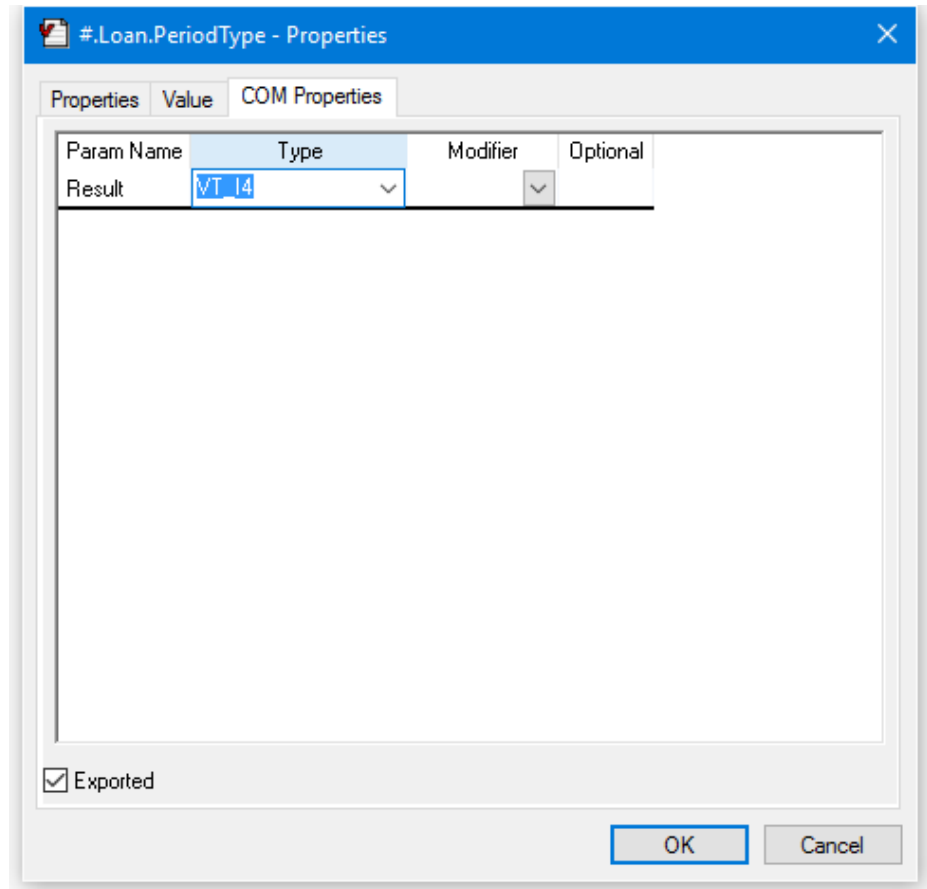 #.Loan.PeriodType - Properties
Properties Value COM Properties
Param Name Type Modifier Optional
Result VT_I4
Exported
OK Cancel